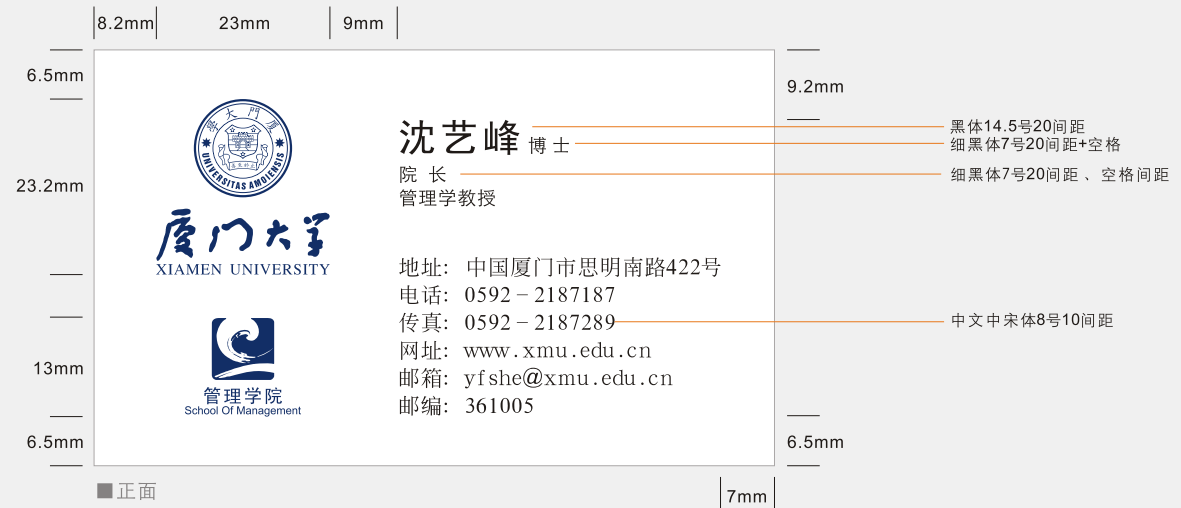 8.2mm 23mm 9mm
6.5mm
23.2mm
13mm
6.5mm
學大門廈
UNIVERSITAS AMOIENSIS
厦门大学
XIAMEN UNIVERSITY
管理学院
School Of Management
沈艺峰 博士
院 长
管理学教授
地址: 中国厦门市思明南路422号
电话: 0592-2187187
传真: 0592-2187289
网址: www.xmu.edu.cn
邮箱: yfshe@xmu.edu.cn
邮编: 361005
9.2mm
黑体14.5号20间距
细黑体7号20间距+空格
细黑体7号20间距、空格间距
中文中宋体8号10间距
6.5mm
7mm
■正面